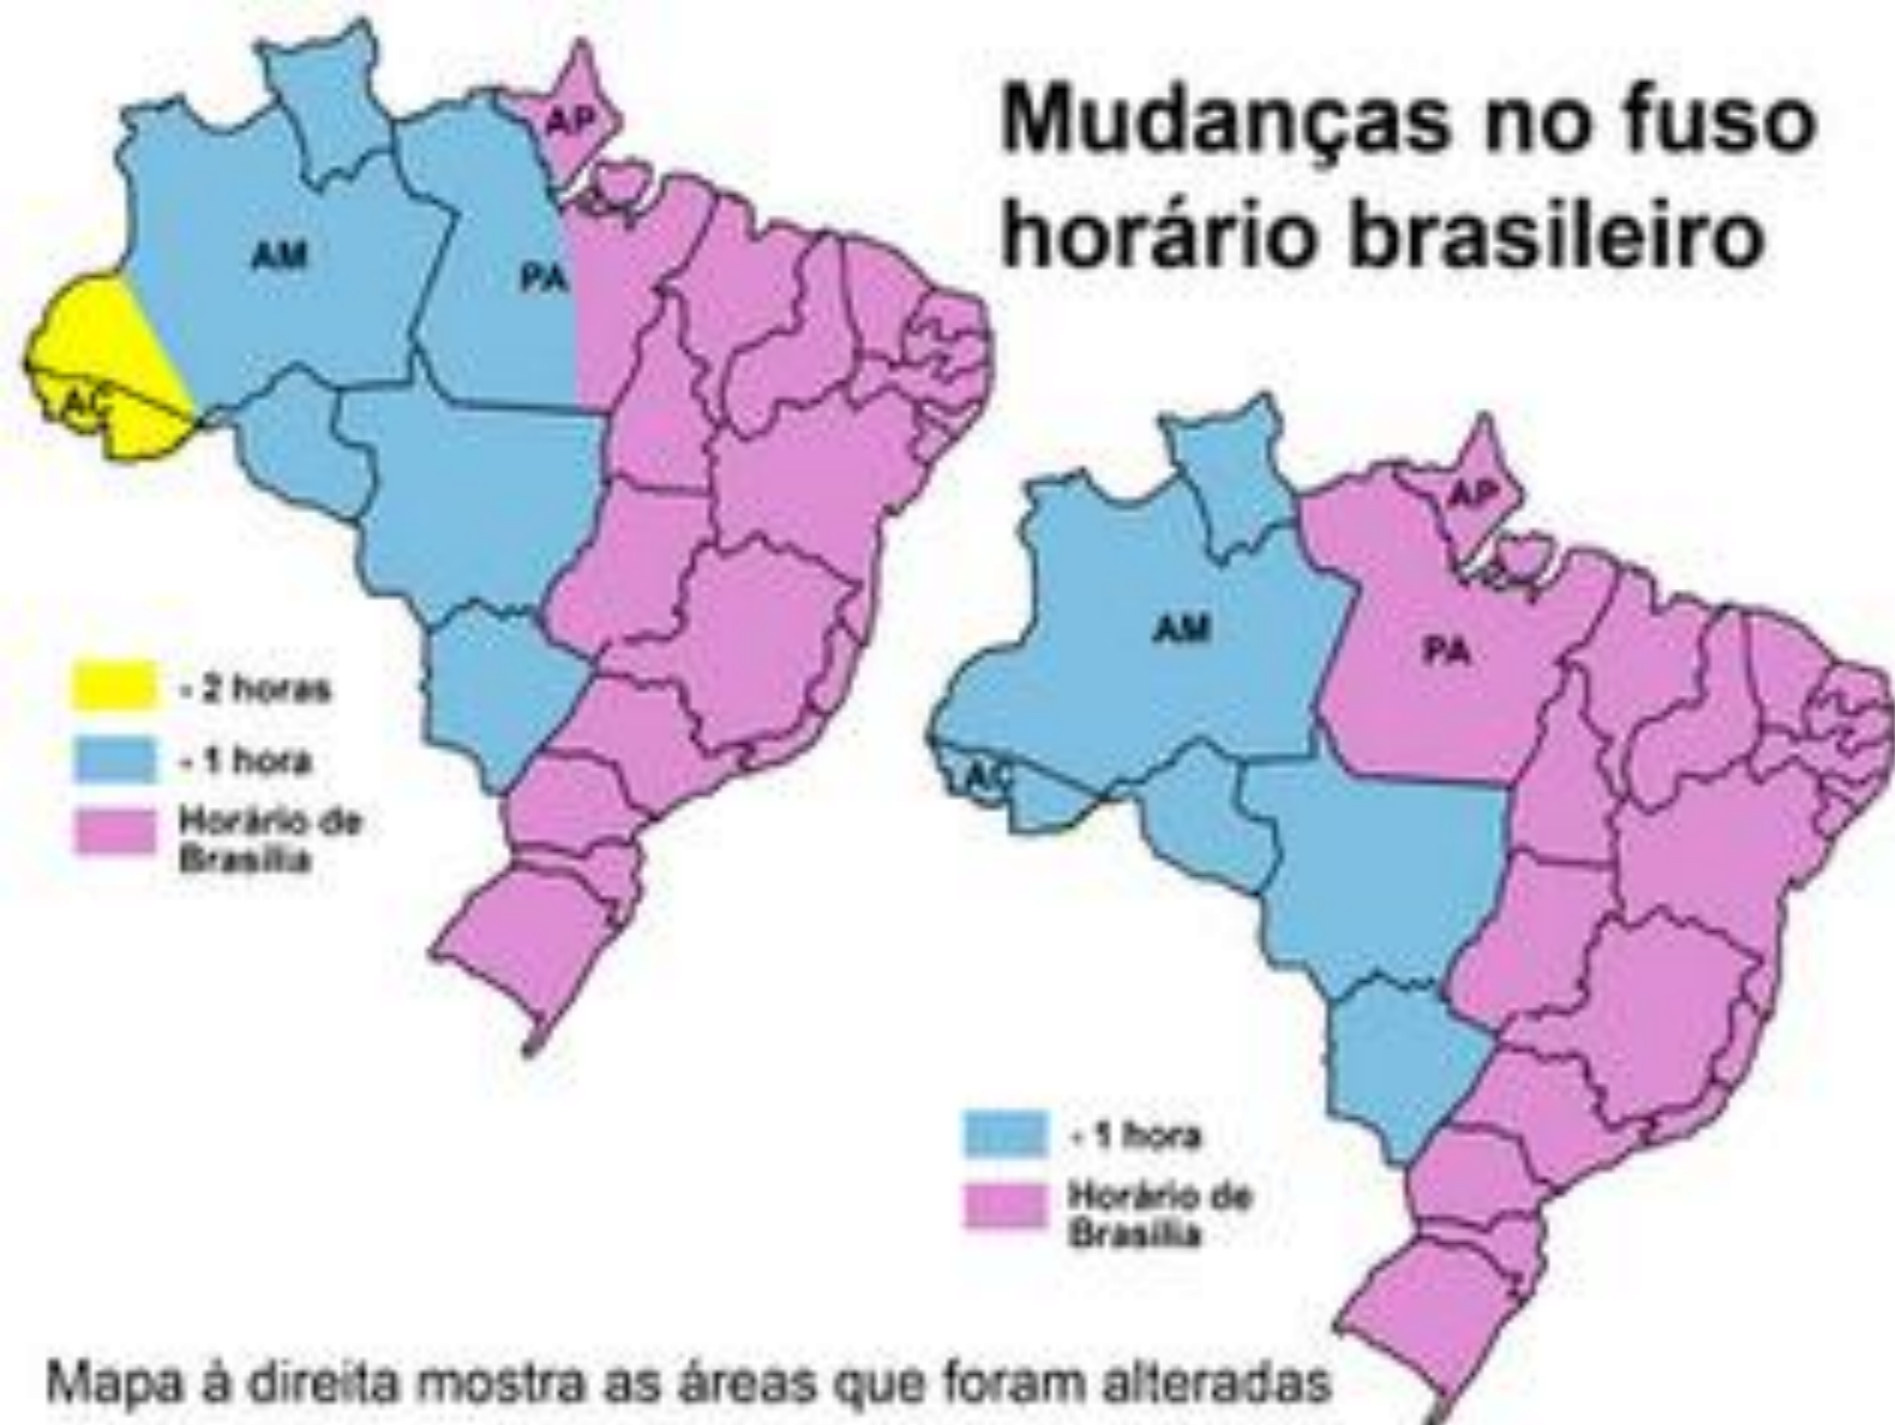 Mudanças no fuso
horário brasileiro
AP
AM
PA
AC
- 2 horas
- 1 hora
Horário de
Brasília
AP
AM
PA
AC
- 1 hora
Horário de
Brasília
Mapa à direita mostra as áreas que foram alteradas